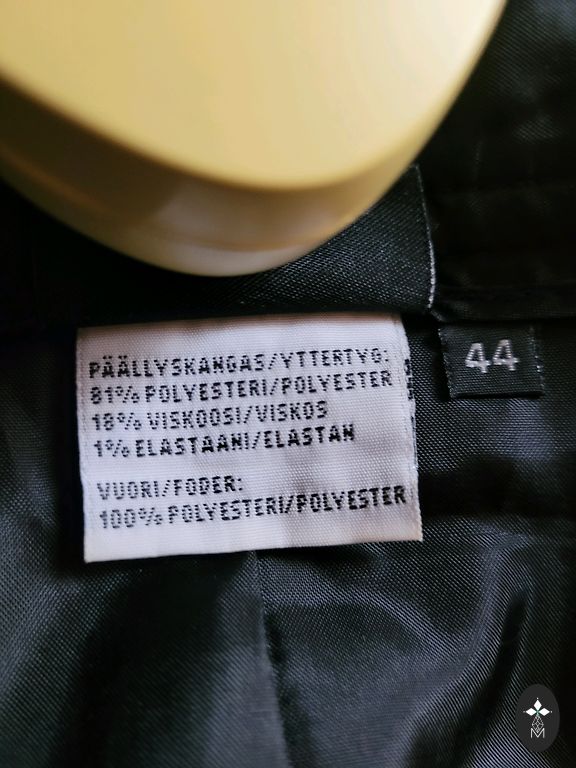 PÄÄLLYSKANGAS/YTTERTYG:
81% POLYESTERI/POLYESTER
18% VISKOOSI/VISKOS
1% ELASTAANI/ELASTAN
VUORI/FODER:
100% POLYESTERI/POLYESTER
44